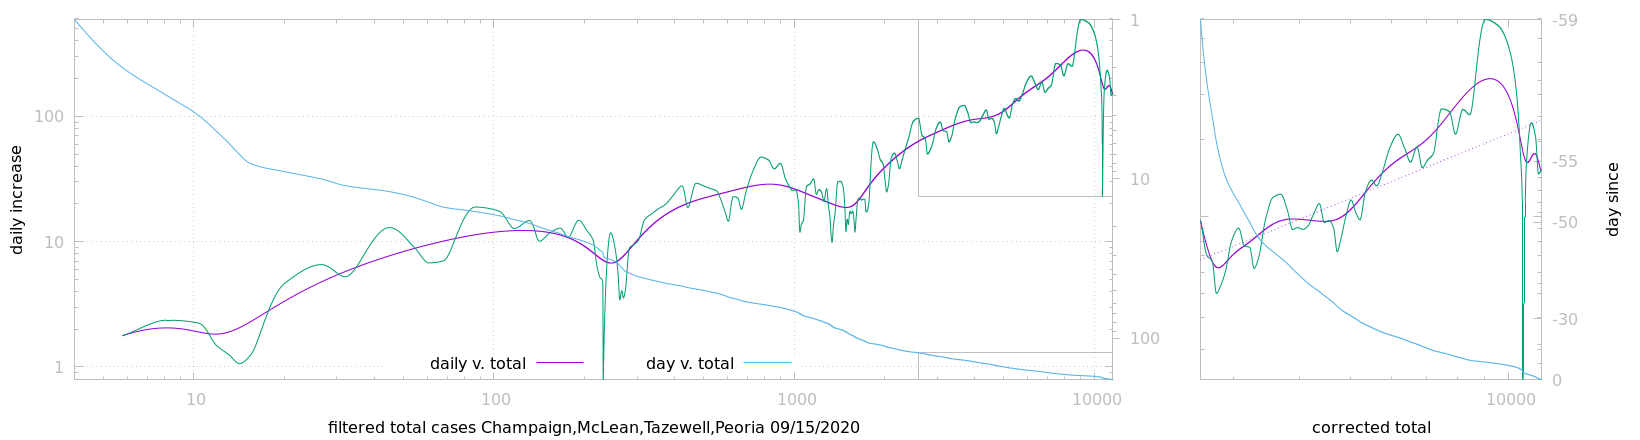 1
-59
100
10
-55
daily increase
10
-50
day since
-30
1
daily v. total
day v. total
100
0
10
100
1000
10000
10000
filtered total cases Champaign,McLean,Tazewell,Peoria 09/15/2020
corrected total